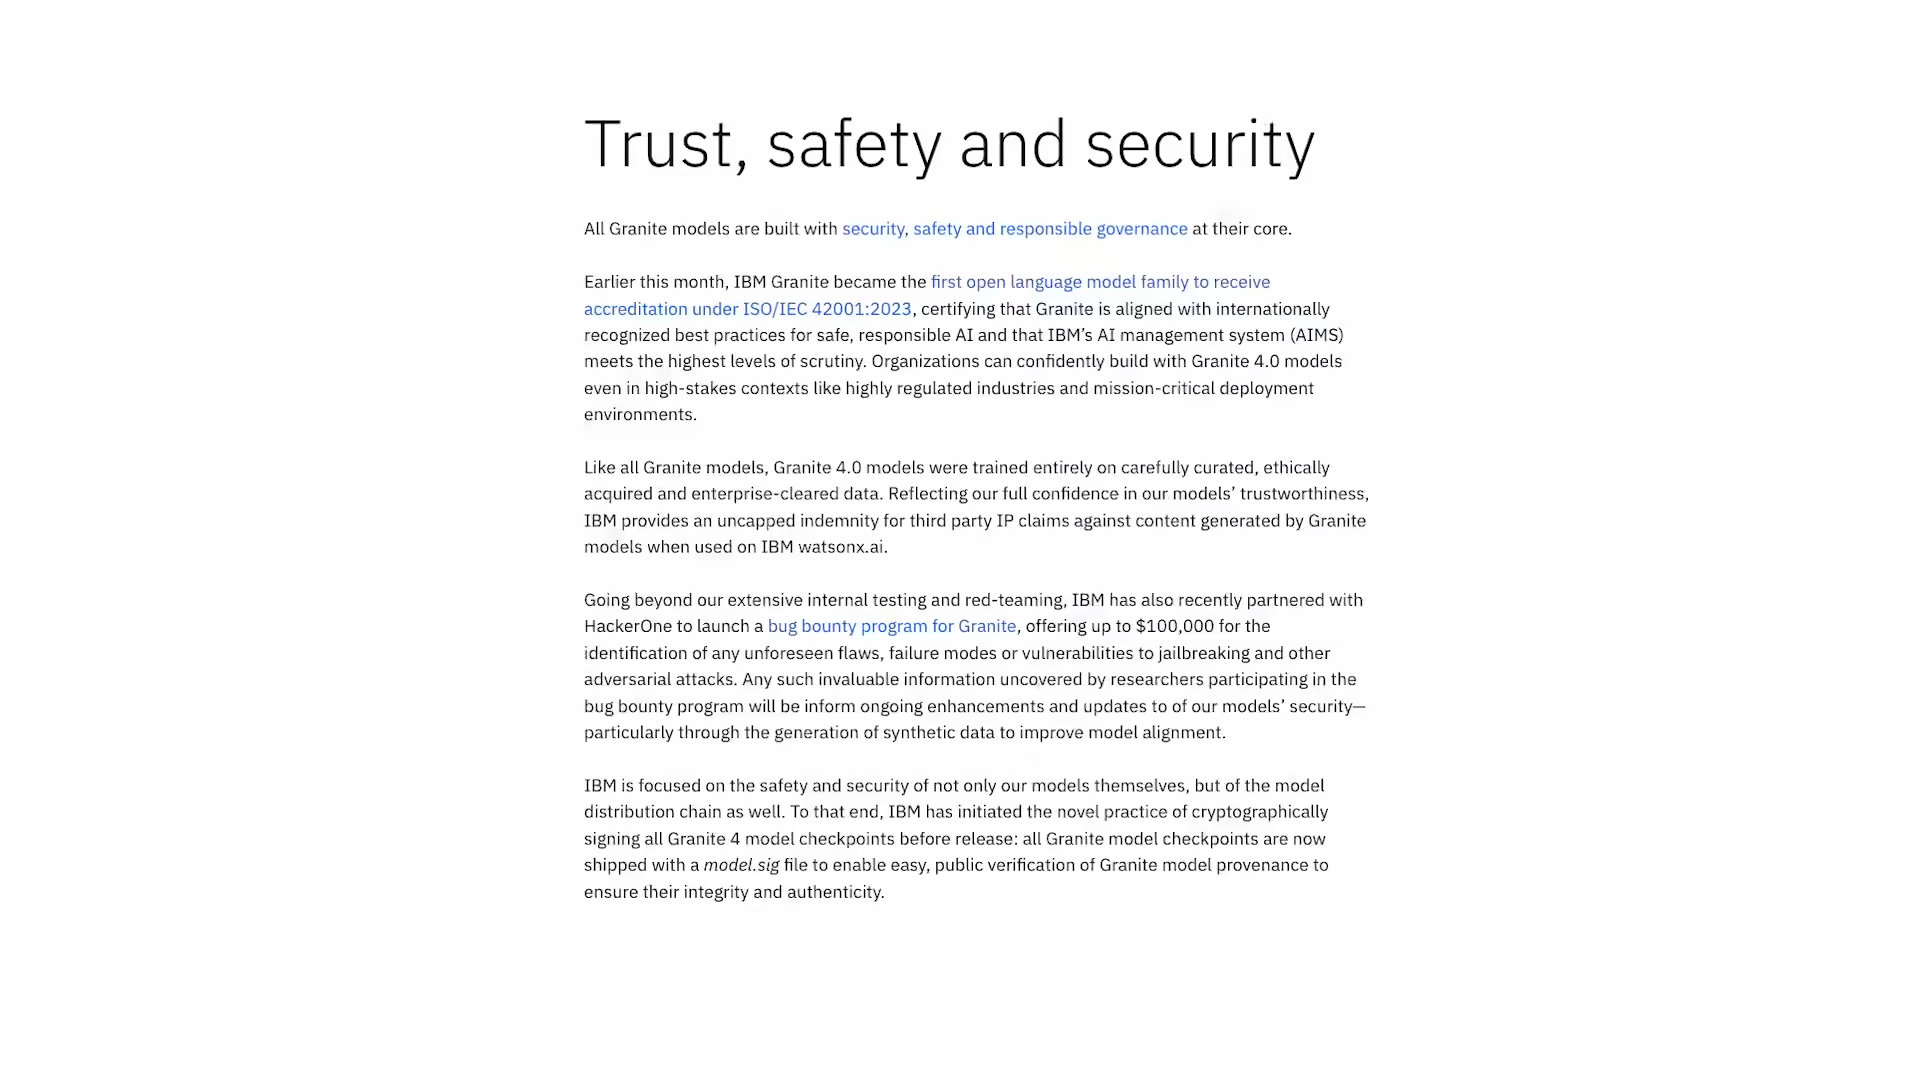 Trust, safety and security
All Granite models are built with security, safety and responsible governance at their core.
Earlier this month, IBM Granite became the first open language model family to receive
accreditation under ISO/IEC 42001:2023, certifying that Granite is aligned with internationally
recognized best practices for safe, responsible AI and that IBM’s AI management system (AIMS)
meets the highest levels of scrutiny. Organizations can confidently build with Granite 4.0 models
even in high-stakes contexts like highly regulated industries and mission-critical deployment
environments.
Like all Granite models, Granite 4.0 models were trained entirely on carefully curated, ethically
acquired and enterprise-cleared data. Reflecting our full confidence in our models’ trustworthiness,
IBM provides an uncapped indemnity for third party IP claims against content generated by Granite
models when used on IBM watsonx.ai.
Going beyond our extensive internal testing and red-teaming, IBM has also recently partnered with
HackerOne to launch a bug bounty program for Granite, offering up to $100,000 for the
identification of any unforeseen flaws, failure modes or vulnerabilities to jailbreaking and other
adversarial attacks. Any such invaluable information uncovered by researchers participating in the
bug bounty program will be inform ongoing enhancements and updates to of our models’ security—
particularly through the generation of synthetic data to improve model alignment.
IBM is focused on the safety and security of not only our models themselves, but of the model
distribution chain as well. To that end, IBM has initiated the novel practice of cryptographically
signing all Granite 4 model checkpoints before release: all Granite model checkpoints are now
shipped with a model.sig file to enable easy, public verification of Granite model provenance to
ensure their integrity and authenticity.